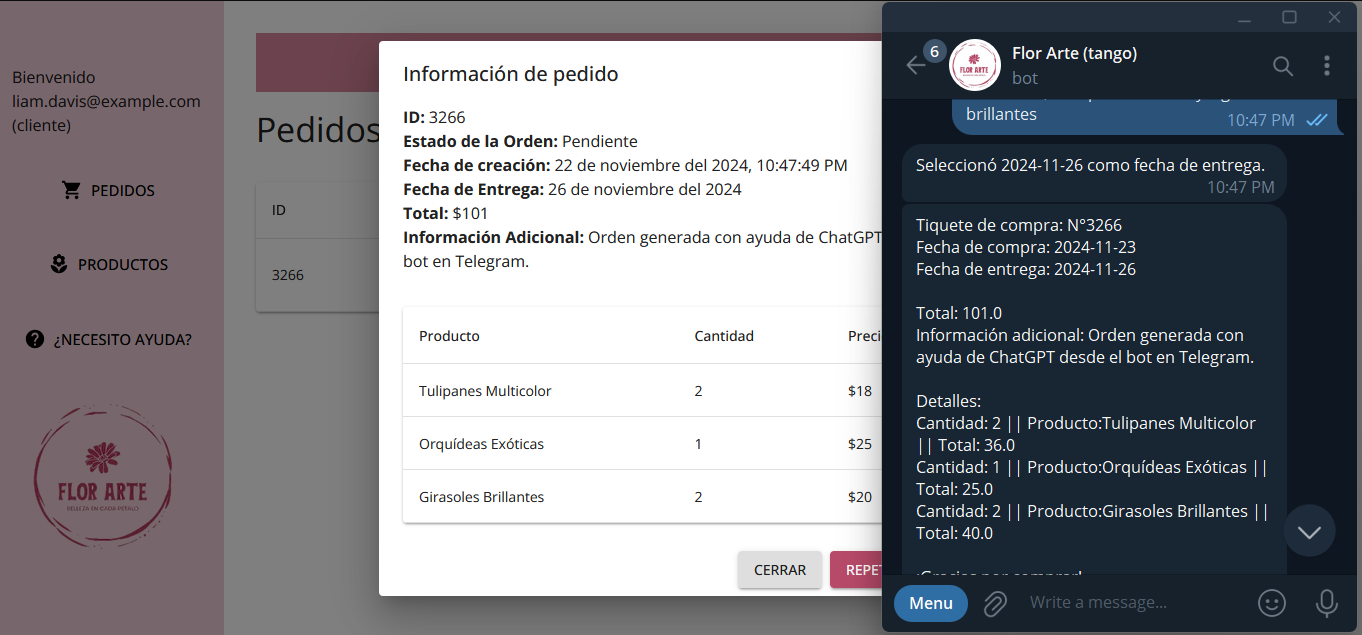 Bienvenido
liam.davis@example.com
(cliente)
PEDIDOS
PRODUCTOS
¿NECESITO AYUDA?
FLOR ARTE
BELLEZA EN CADA PÉTALO
Pedidos
ID
3266
Información de pedido
ID: 3266
Estado de la Orden: Pendiente
Fecha de creación: 22 de noviembre del 2024, 10:47:49 PM
Fecha de Entrega: 26 de noviembre del 2024
Total: $101
Información Adicional: Orden generada con ayuda de ChatGPT
bot en Telegram.
Producto Cantidad Preci
Tulipanes Multicolor 2 $18
Orquídeas Exóticas 1 $25
Girasoles Brillantes 2 $20
CERRAR REPET
6
FLOR ARTE
Flor Arte (tango)
bot
brillantes
10:47 PM
Seleccionó 2024-11-26 como fecha de entrega.
10:47 PM
Tiquete de compra: N°3266
Fecha de compra: 2024-11-23
Fecha de entrega: 2024-11-26
Total: 101.0
Información adicional: Orden generada con
ayuda de ChatGPT desde el bot en Telegram.
Detalles:
Cantidad: 2 || Producto:Tulipanes Multicolor
|| Total: 36.0
Cantidad: 1 || Producto:Orquídeas Exóticas ||
Total: 25.0
Cantidad: 2 || Producto:Girasoles Brillantes ||
Total: 40.0
¡Gracias por comprar!
Menu
Write a message...